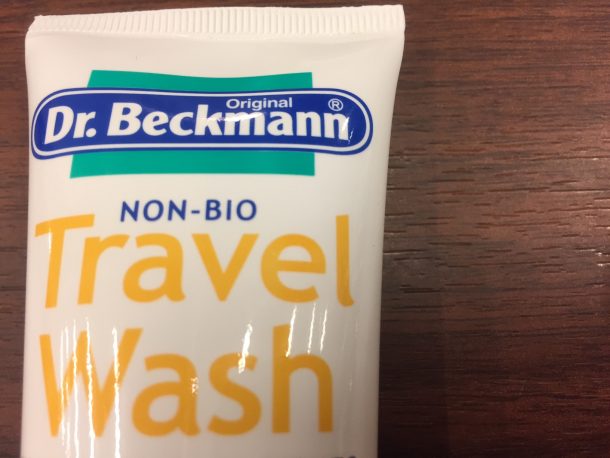 Original
Dr. Beckmann®
NON-BIO
Travel
Wash